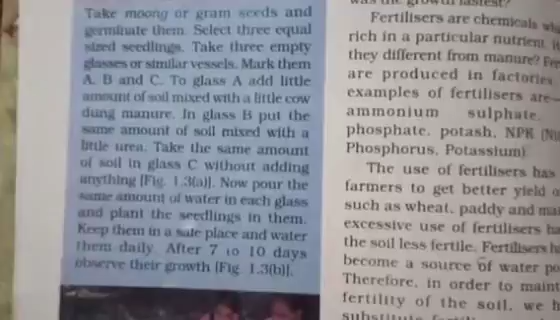 Take moong or gram seeds and
germinate them. Select three equal
sized seedlings. Take three empty
glasses or similar vessels. Mark them
A, B and C. To glass A add little
amount of soil mixed with a little cow
dung manure. In glass B put the
same amount of soil mixed with a
little urea. Take the same amount
of soil in glass C without adding
anything [Fig. 1.3(a)]. Now pour the
same amount of water in each glass
and plant the seedlings in them.
Keep them in a safe place and water
them daily. After 7 to 10 days
observe their growth [Fig. 1.3(b)].
was the growth fastest?
Fertilisers are chemicals
rich in a particular nutrient.
they different from manure?
are produced in factories.
examples of fertilisers are
ammonium sulphate,
phosphate, potash, NPK
Phosphorus, Potassium).
The use of fertilisers has
farmers to get better yield
such as wheat, paddy and
excessive use of fertilisers
the soil less fertile. Fertilisers
become a source of water
Therefore, in order to
fertility of the soil, we
substitute